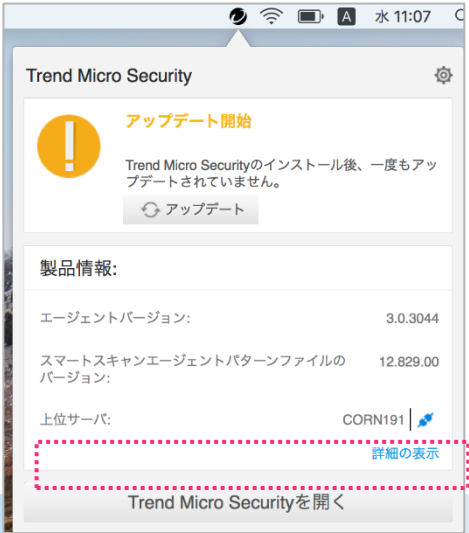 A 水 11:07
Trend Micro Security
アップデート開始
Trend Micro Securityのインストール後、一度もアッ
プデートされていません。
アップデート
製品情報:
エージェントバージョン: 3.0.3044
スマートスキャンエージェントパターンファイルの 12.829.00
バージョン:
上位サーバ: CORN191
詳細の表示
Trend Micro Securityを開く